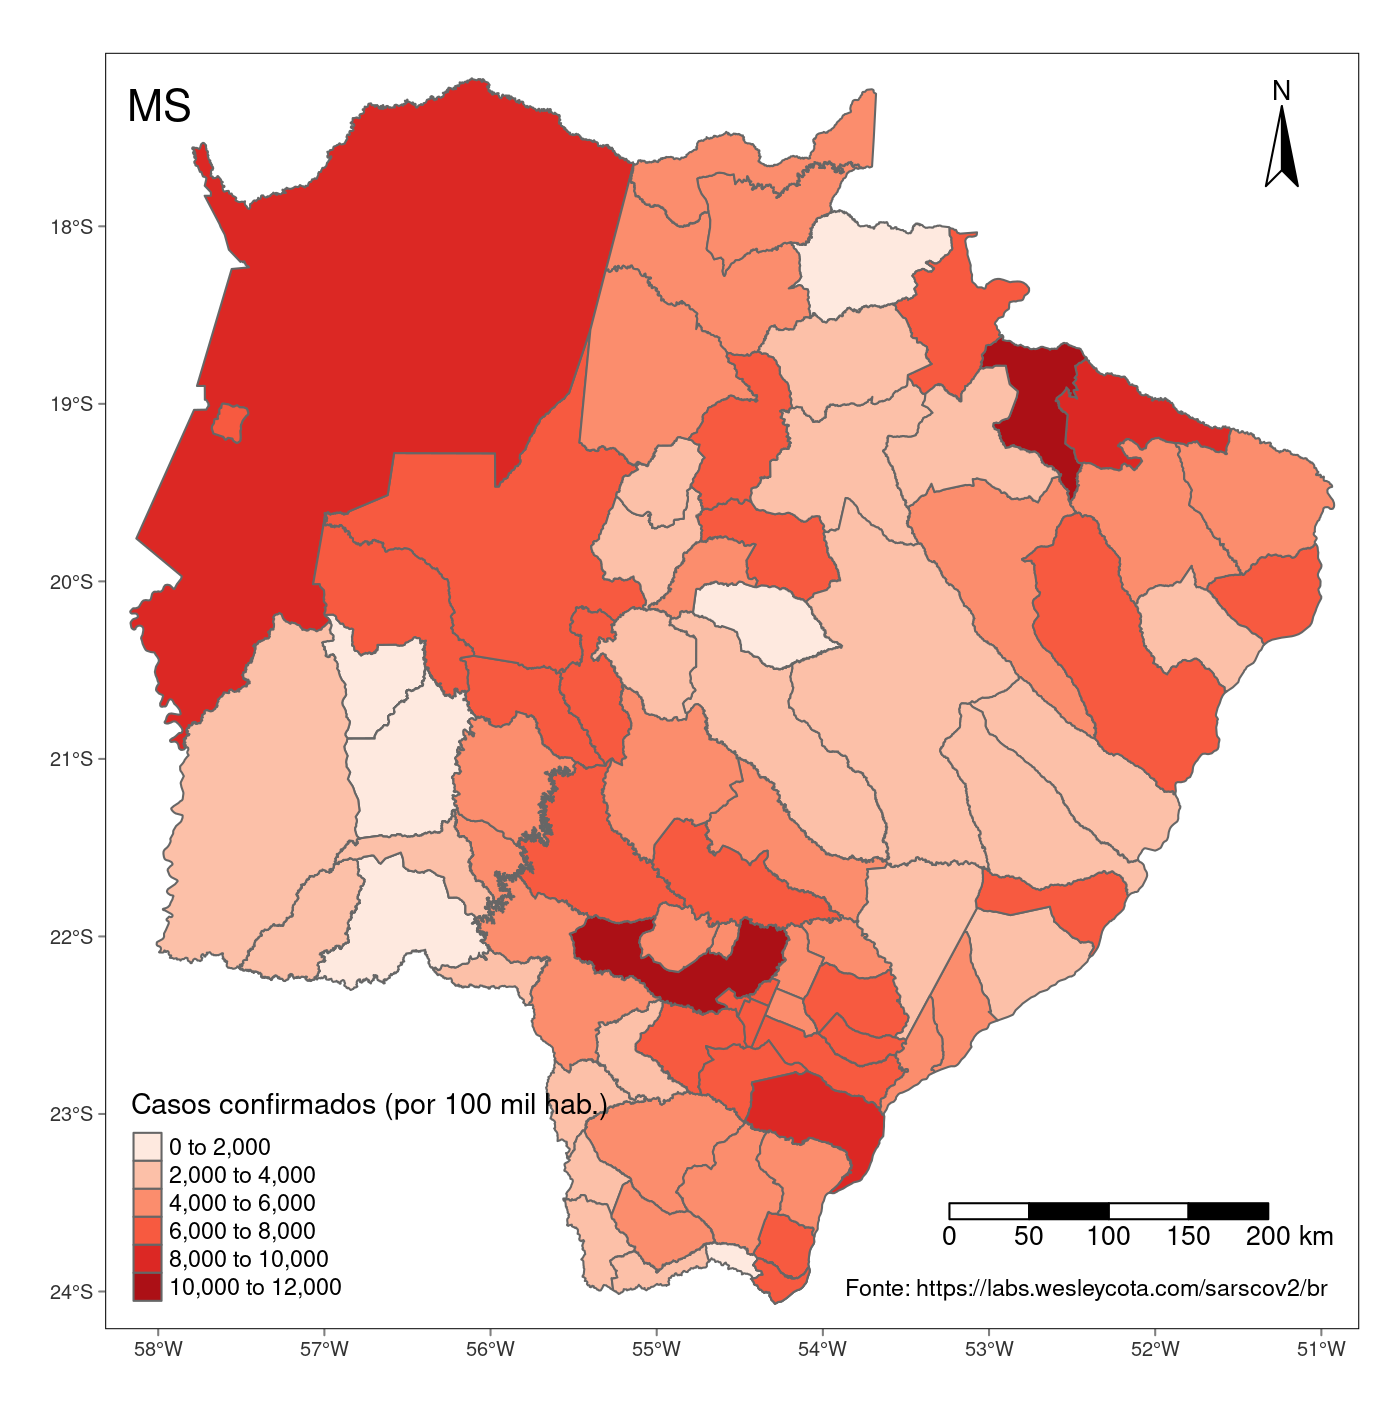 MS
N
18°S
19°S
20°S
21°S
22°S
23°S
24°S
Casos confirmados (por 100 mil hab.)
0 to 2,000
2,000 to 4,000
4,000 to 6,000
6,000 to 8,000
8,000 to 10,000
10,000 to 12,000
0 50 100 150 200 km
Fonte: https://labs.wesleycota.com/sarscov2/br
58°W 57°W 56°W 55°W 54°W 53°W 52°W 51°W